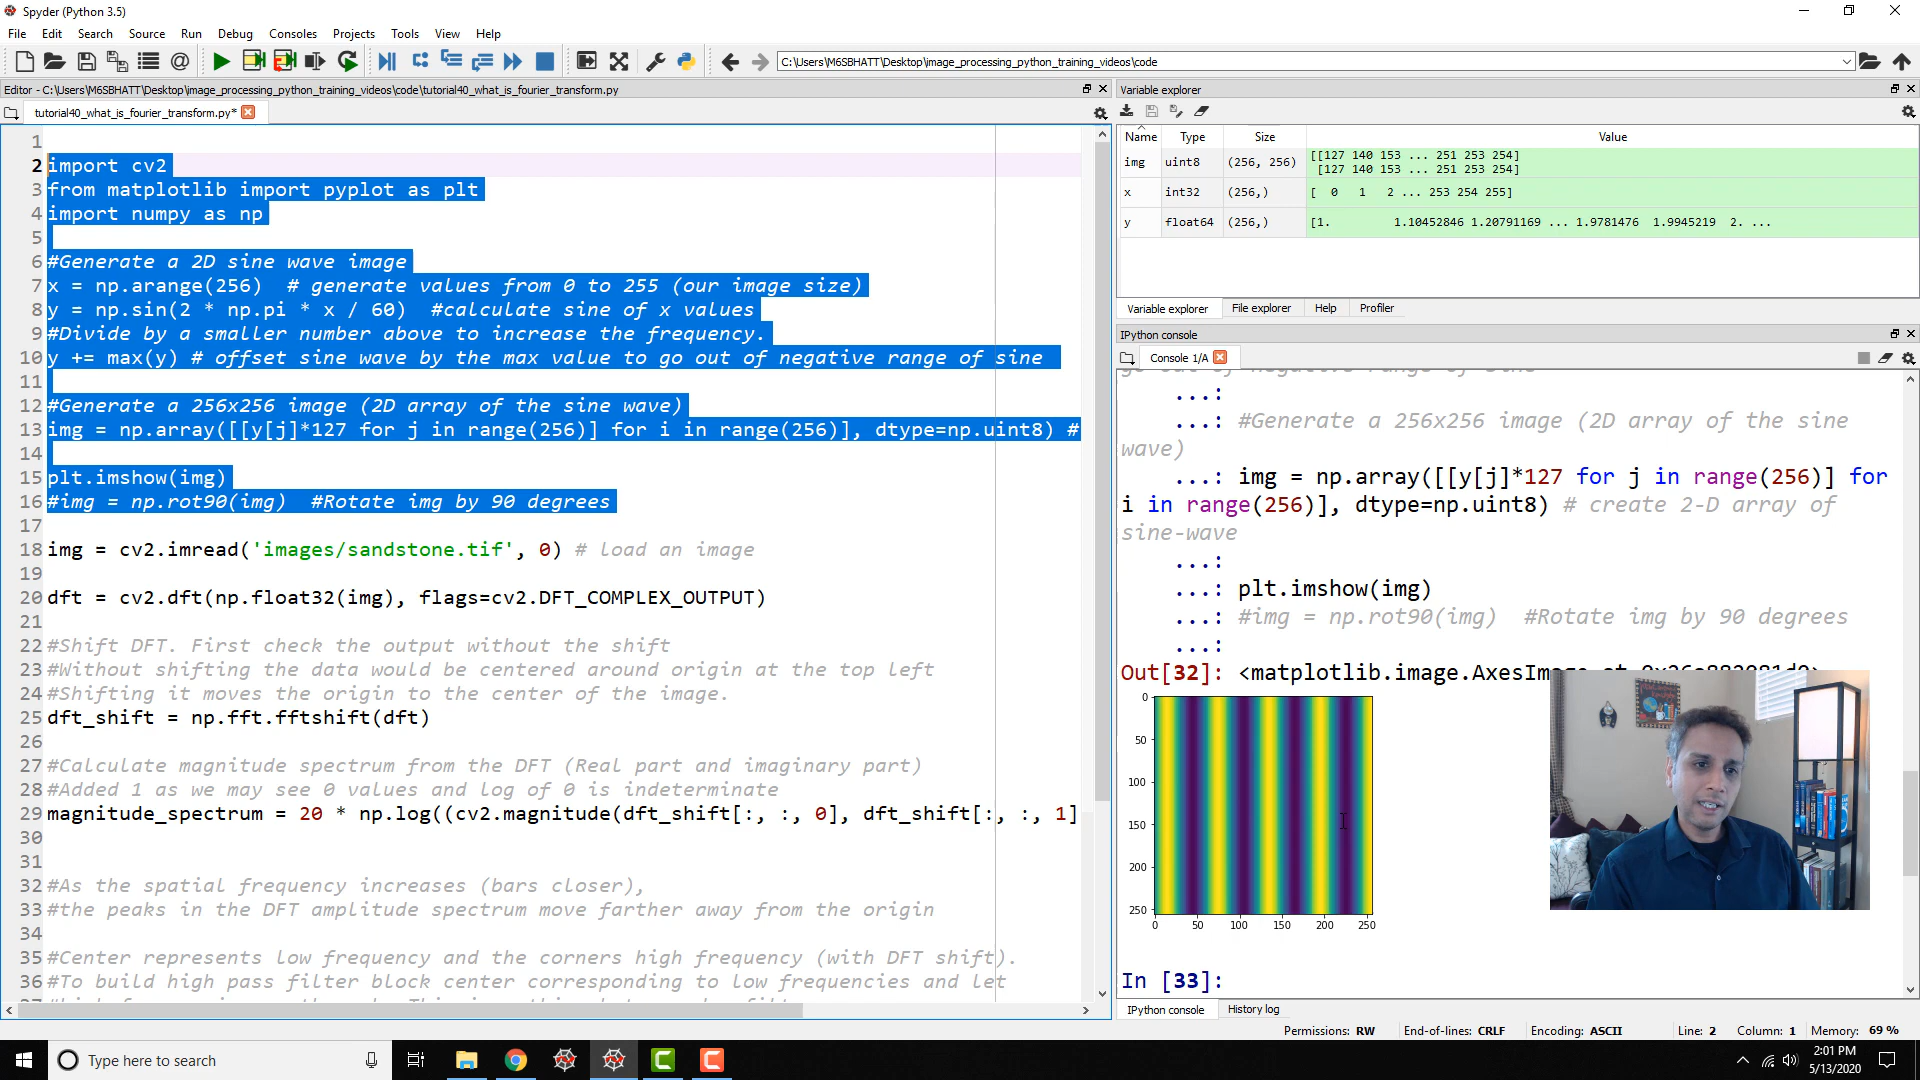 Spyder (Python 3.5)
File Edit Search Source Run Debug Consoles Projects Tools View Help
C:\Users\M6SBHATT\Desktop\image_processing_python_training_videos\code
Editor - C:\Users\M6SBHATT\Desktop\image_processing_python_training_videos\code\tutorial40_what_is_fourier_transform.py
tutorial40_what_is_fourier_transform.py*
1
2 import cv2
3 from matplotlib import pyplot as plt
4 import numpy as np
5
6 #Generate a 2D sine wave image
7 x = np.arange(256)  # generate values from 0 to 255 (our image size)
8 y = np.sin(2 * np.pi * x / 60)  #calculate sine of x values
9 #Divide by a smaller number above to increase the frequency.
10 y += max(y) # offset sine wave by the max value to go out of negative range of sine
11
12 #Generate a 256x256 image (2D array of the sine wave)
13 img = np.array([[y[j]*127 for j in range(256)] for i in range(256)], dtype=np.uint8) #
14
15 plt.imshow(img)
16 #img = np.rot90(img)  #Rotate img by 90 degrees
17
18 img = cv2.imread('images/sandstone.tif', 0) # load an image
19
20 dft = cv2.dft(np.float32(img), flags=cv2.DFT_COMPLEX_OUTPUT)
21
22 #Shift DFT. First check the output without the shift
23 #Without shifting the data would be centered around origin at the top left
24 #Shifting it moves the origin to the center of the image.
25 dft_shift = np.fft.fftshift(dft)
26
27 #Calculate magnitude spectrum from the DFT (Real part and imaginary part)
28 #Added 1 as we may see 0 values and log of 0 is indeterminate
29 magnitude_spectrum = 20 * np.log((cv2.magnitude(dft_shift[:, :, 0], dft_shift[:, :, 1]
30
31
32 #As the spatial frequency increases (bars closer),
33 #the peaks in the DFT amplitude spectrum move farther away from the origin
34
35 #Center represents low frequency and the corners high frequency (with DFT shift).
36 #To build high pass filter block center corresponding to low frequencies and let
Variable explorer
Name Type Size Value
img uint8 (256, 256) [[127 140 153 ... 251 253 254]
[127 140 153 ... 251 253 254]
x int32 (256,) [ 0 1 2 ... 253 254 255]
y float64 (256,) [1. 1.10452846 1.20791169 ... 1.9781476 1.9945219 2. ...
Variable explorer File explorer Help Profiler
IPython console
Console 1/A
go out of negative range of sine
...:
...: #Generate a 256x256 image (2D array of the sine
wave)
...: img = np.array([[y[j]*127 for j in range(256)] for
i in range(256)], dtype=np.uint8) # create 2-D array of
sine-wave
...:
...: plt.imshow(img)
...: #img = np.rot90(img)  #Rotate img by 90 degrees
...:
Out[32]: <matplotlib.image.AxesImage at
0
50
100
150
200
250
0 50 100 150 200 250
In [33]:
IPython console History log
Permissions: RW End-of-lines: CRLF Encoding: ASCII Line: 2 Column: 1 Memory: 69 %
Type here to search
2:01 PM
5/13/2020